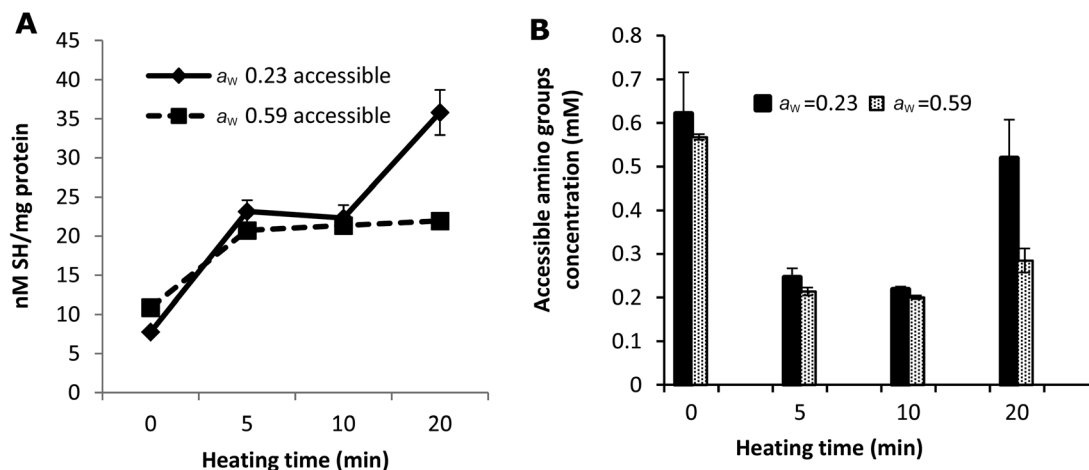 A
45
40
35
30
25
20
15
10
5
0
nM SH/mg protein
aw 0.23 accessible
aw 0.59 accessible
0 5 10 20
Heating time (min)
B
0.8
0.7
0.6
0.5
0.4
0.3
0.2
0.1
0
Accessible amino groups
concentration (mM)
aw=0.23 aw=0.59
0 5 10 20
Heating time (min)